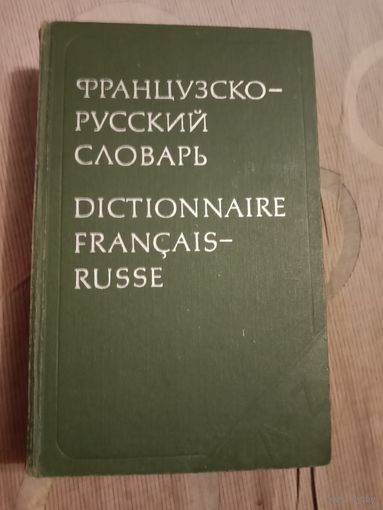 ФРАНЦУЗСКО–
РУССКИЙ
СЛОВАРЬ
DICTIONNAIRE
FRANÇAIS–
RUSSE